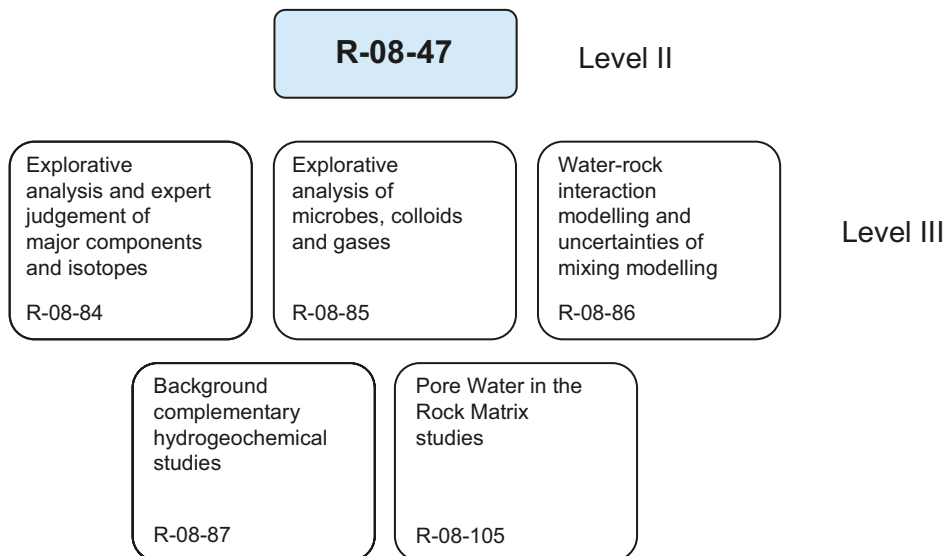 R-08-47
Level II
Explorative
analysis and expert
judgement of
major components
and isotopes
R-08-84
Explorative
analysis of
microbes, colloids
and gases
R-08-85
Water-rock
interaction
modelling and
uncertainties of
mixing modelling
R-08-86
Level III
Background
complementary
hydrogeochemical
studies
R-08-87
Pore Water in the
Rock Matrix
studies
R-08-105